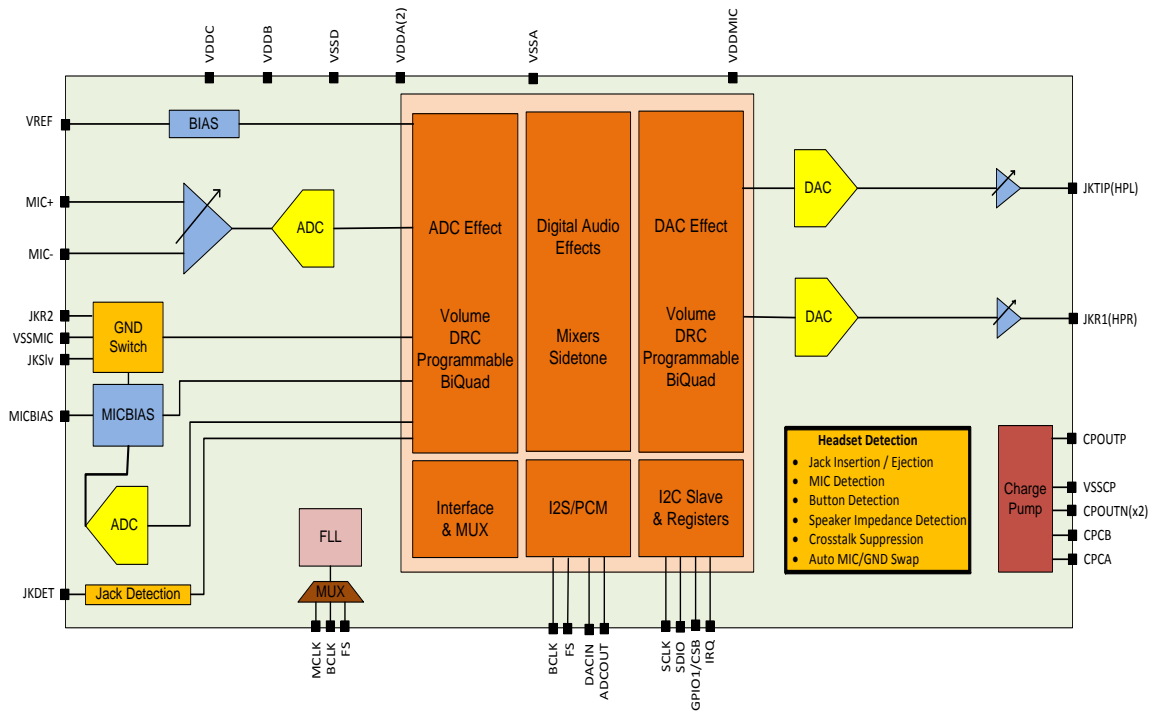 VDDC
VDDB
VSSD
VDDA(2)
VSSA
VDDMIC
VREF
BIAS
MIC+
MIC-
ADC
ADC Effect
Volume
DRC
Programmable
BiQuad
Digital Audio
Effects
Mixers
Sidetone
DAC Effect
Volume
DRC
Programmable
BiQuad
DAC
JKTIP(HPL)
DAC
JKR1(HPR)
JKR2
VSSMIC
JKSlv
GND
Switch
MICBIAS
MICBIAS
ADC
JKDET
Jack Detection
FLL
MUX
MCLK
BCLK
FS
Interface
& MUX
I2S/PCM
I2C Slave
& Registers
BCLK
FS
DACIN
ADCOUT
SCLK
SDIO
GPIO1/CSB
IRQ
Headset Detection
• Jack Insertion / Ejection
• MIC Detection
• Button Detection
• Speaker Impedance Detection
• Crosstalk Suppression
• Auto MIC/GND Swap
Charge
Pump
CPOUTP
VSSCP
CPOUTN(x2)
CPCB
CPCA